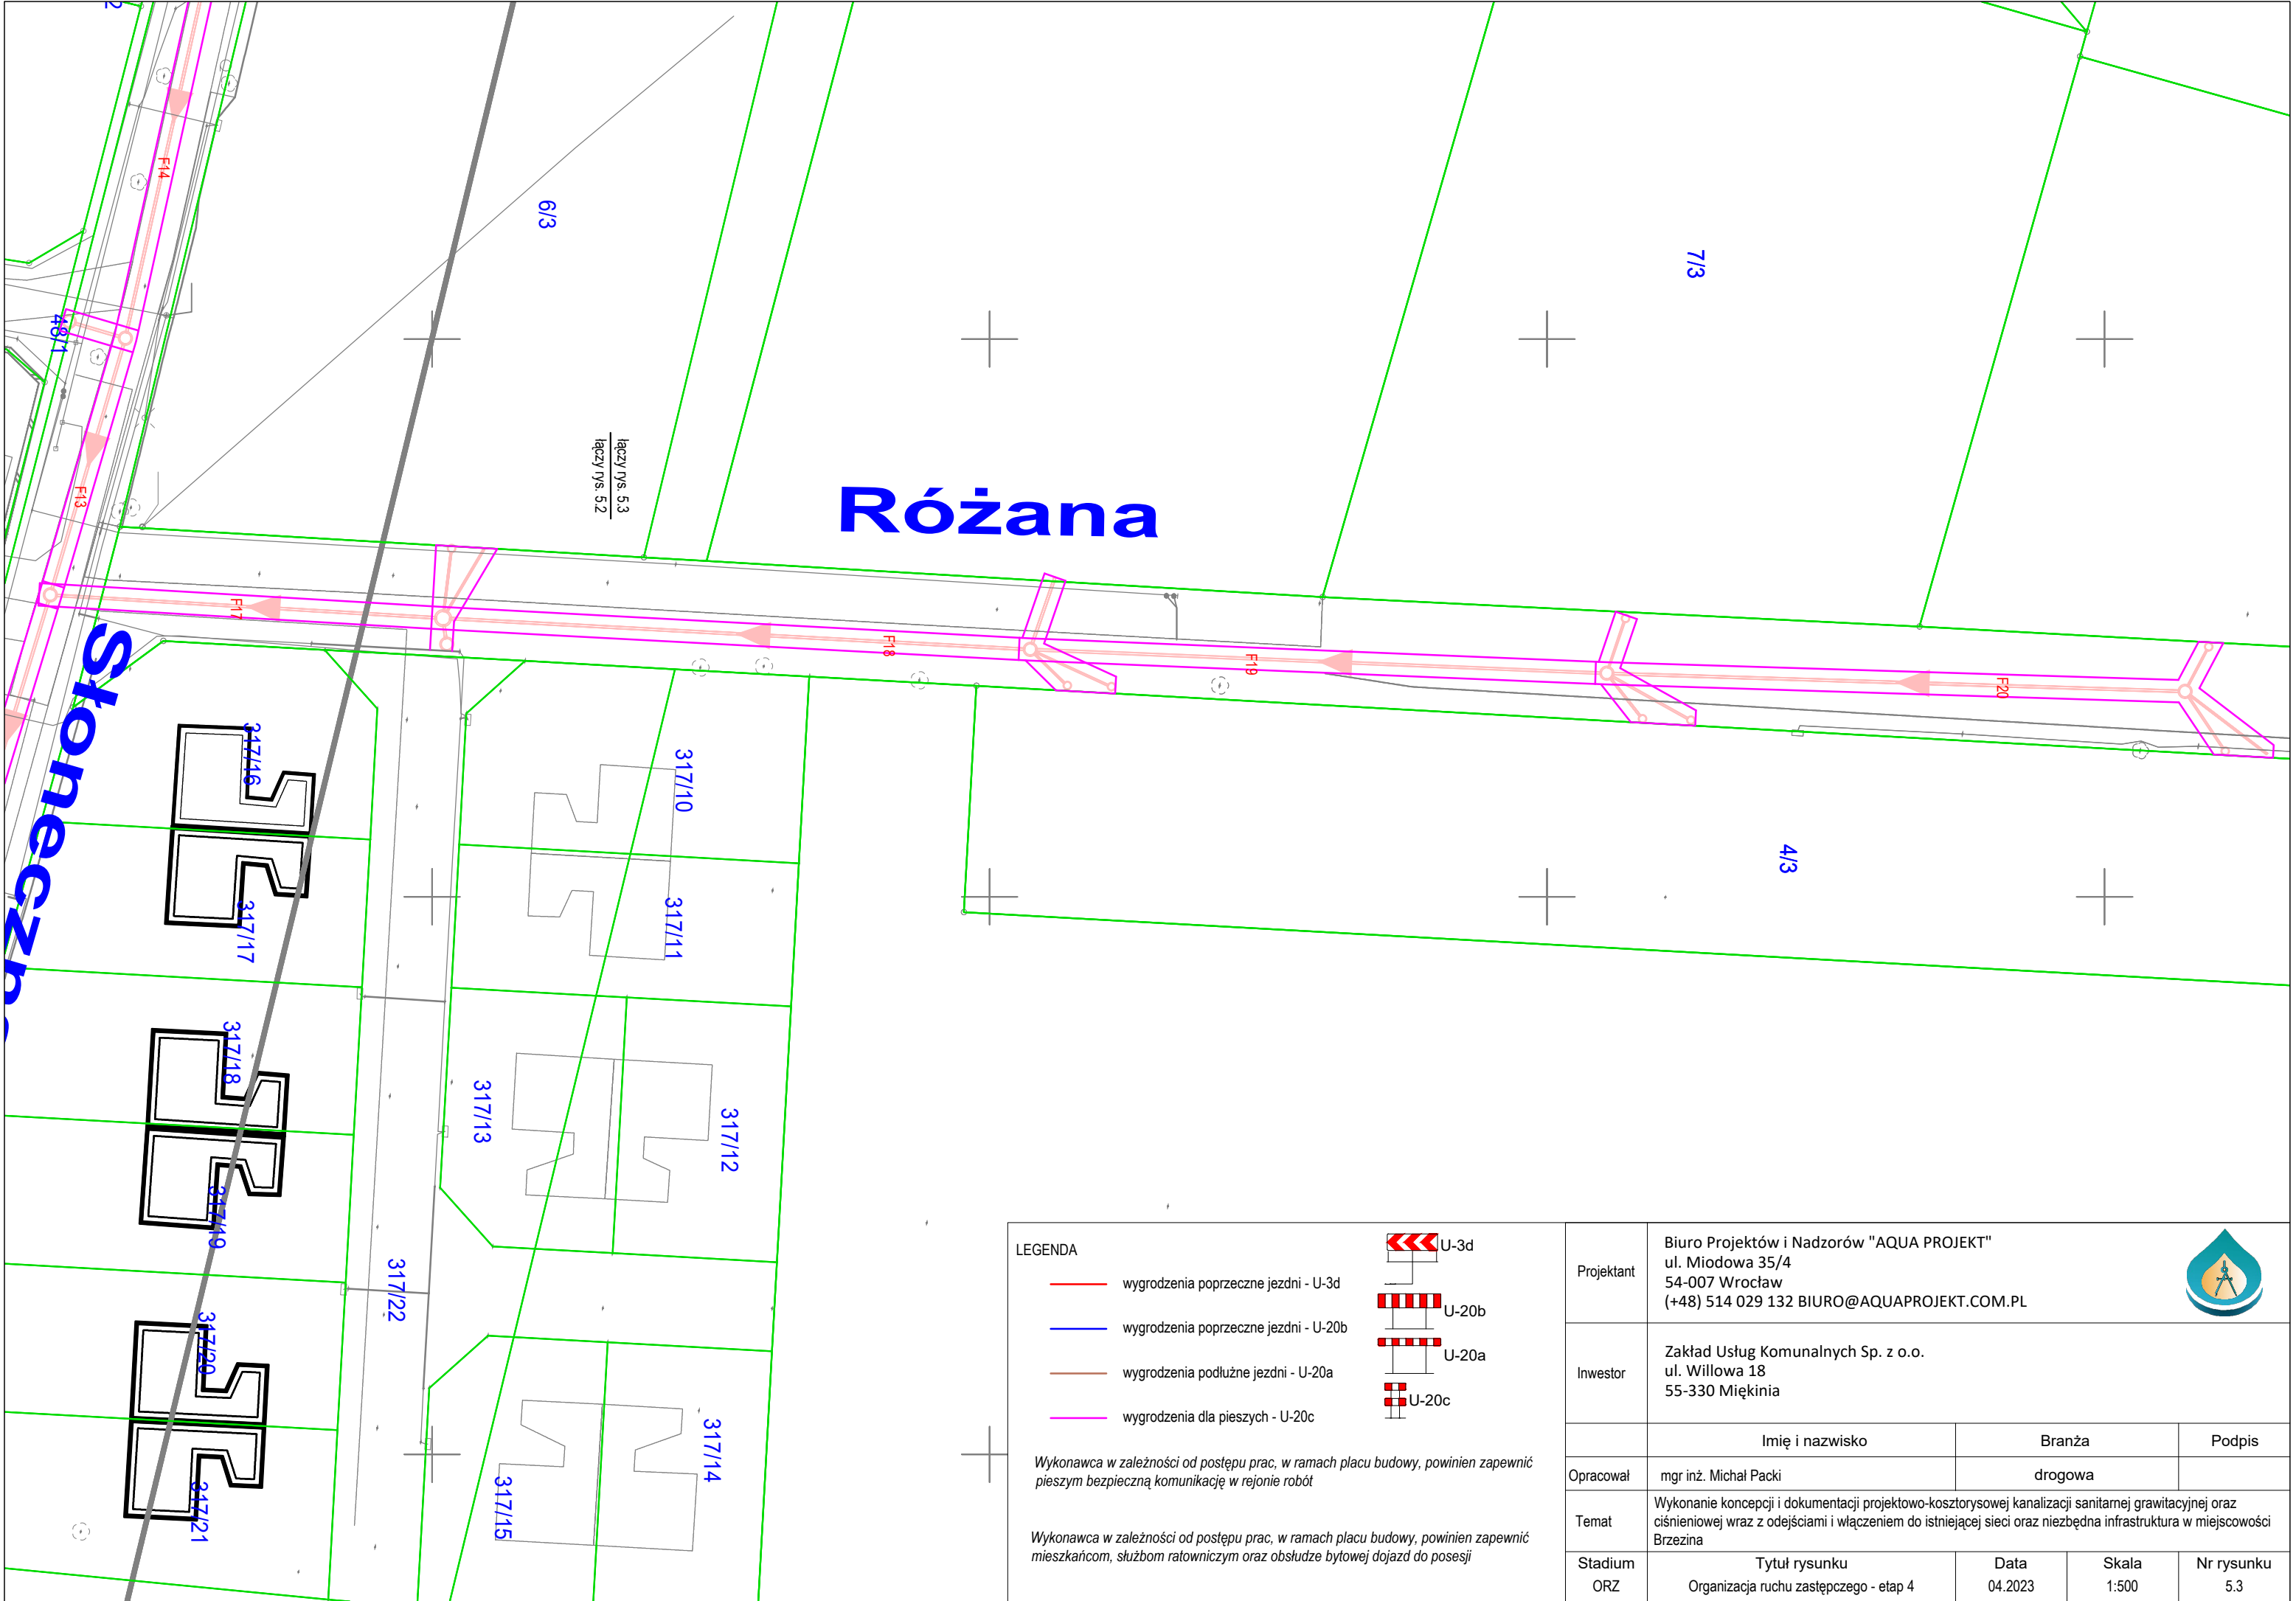 2
F14
6/3
7/3
48/1
łączy rys. 5.3
łączy rys. 5.2
F13
Różana
F17
F18
F19
F20
317/16
317/10
4/3
317/17
317/11
317/18
317/13
317/12
317/19
317/22
317/20
317/14
317/15
317/21
LEGENDA
wygrodzenia poprzeczne jezdni - U-3d
wygrodzenia poprzeczne jezdni - U-20b
wygrodzenia podłużne jezdni - U-20a
wygrodzenia dla pieszych - U-20c
U-3d
U-20b
U-20a
U-20c
Wykonawca w zależności od postępu prac, w ramach placu budowy, powinien zapewnić
pieszym bezpieczną komunikację w rejonie robót
Wykonawca w zależności od postępu prac, w ramach placu budowy, powinien zapewnić
mieszkańcom, służbom ratowniczym oraz obsłudze bytowej dojazd do posesji
Projektant
Biuro Projektów i Nadzorów "AQUA PROJEKT"
ul. Miodowa 35/4
54-007 Wrocław
(+48) 514 029 132 BIURO@AQUAPROJEKT.COM.PL
Inwestor
Zakład Usług Komunalnych Sp. z o.o.
ul. Willowa 18
55-330 Miękinia
Imię i nazwisko Branża Podpis
Opracował mgr inż. Michał Packi drogowa
Temat
Wykonanie koncepcji i dokumentacji projektowo-kosztorysowej kanalizacji sanitarnej grawitacyjnej oraz
ciśnieniowej wraz z odejściami i włączeniem do istniejącej sieci oraz niezbędna infrastruktura w miejscowości
Brzezina
Stadium Tytuł rysunku Data Skala Nr rysunku
ORZ Organizacja ruchu zastępczego - etap 4 04.2023 1:500 5.3